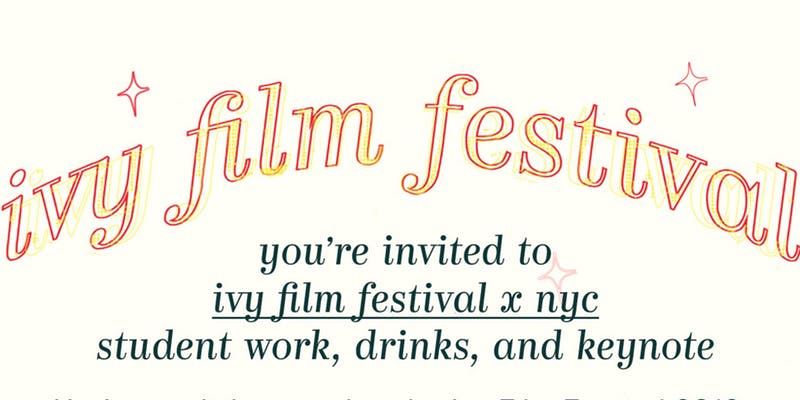 ivy film festival
you're invited to
ivy film festival x nyc
student work, drinks, and keynote